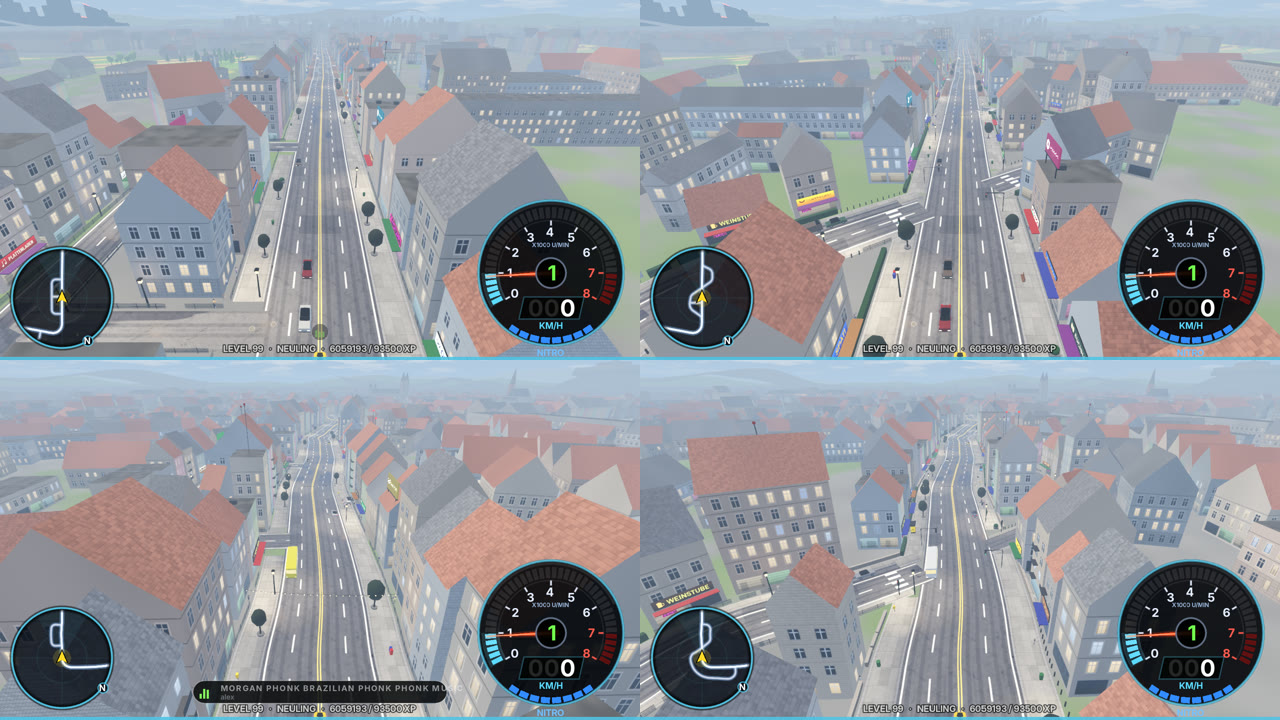 0 1 2 3 4 5 6 7 8
X1000 U/MIN
1
000
KM/H
NITRO
N
LEVEL 99 • NEULING • 6059193 / 93500 XP
WEINSTUBE
0 1 2 3 4 5 6 7 8
X1000 U/MIN
1
000
KM/H
N
LEVEL 99 • NEULING • 6059193 / 93500 XP
0 1 2 3 4 5 6 7 8
X1000 U/MIN
1
000
KM/H
NITRO
N
MORGAN PHONK BRAZILIAN PHONK PHONK MU
alex
LEVEL 99 • NEULING • 6059193 / 93500 XP
WEINSTUBE
0 1 2 3 4 5 6 7 8
X1000 U/MIN
1
000
KM/H
N
LEVEL 99 • NEULING • 6059193 / 93500 XP